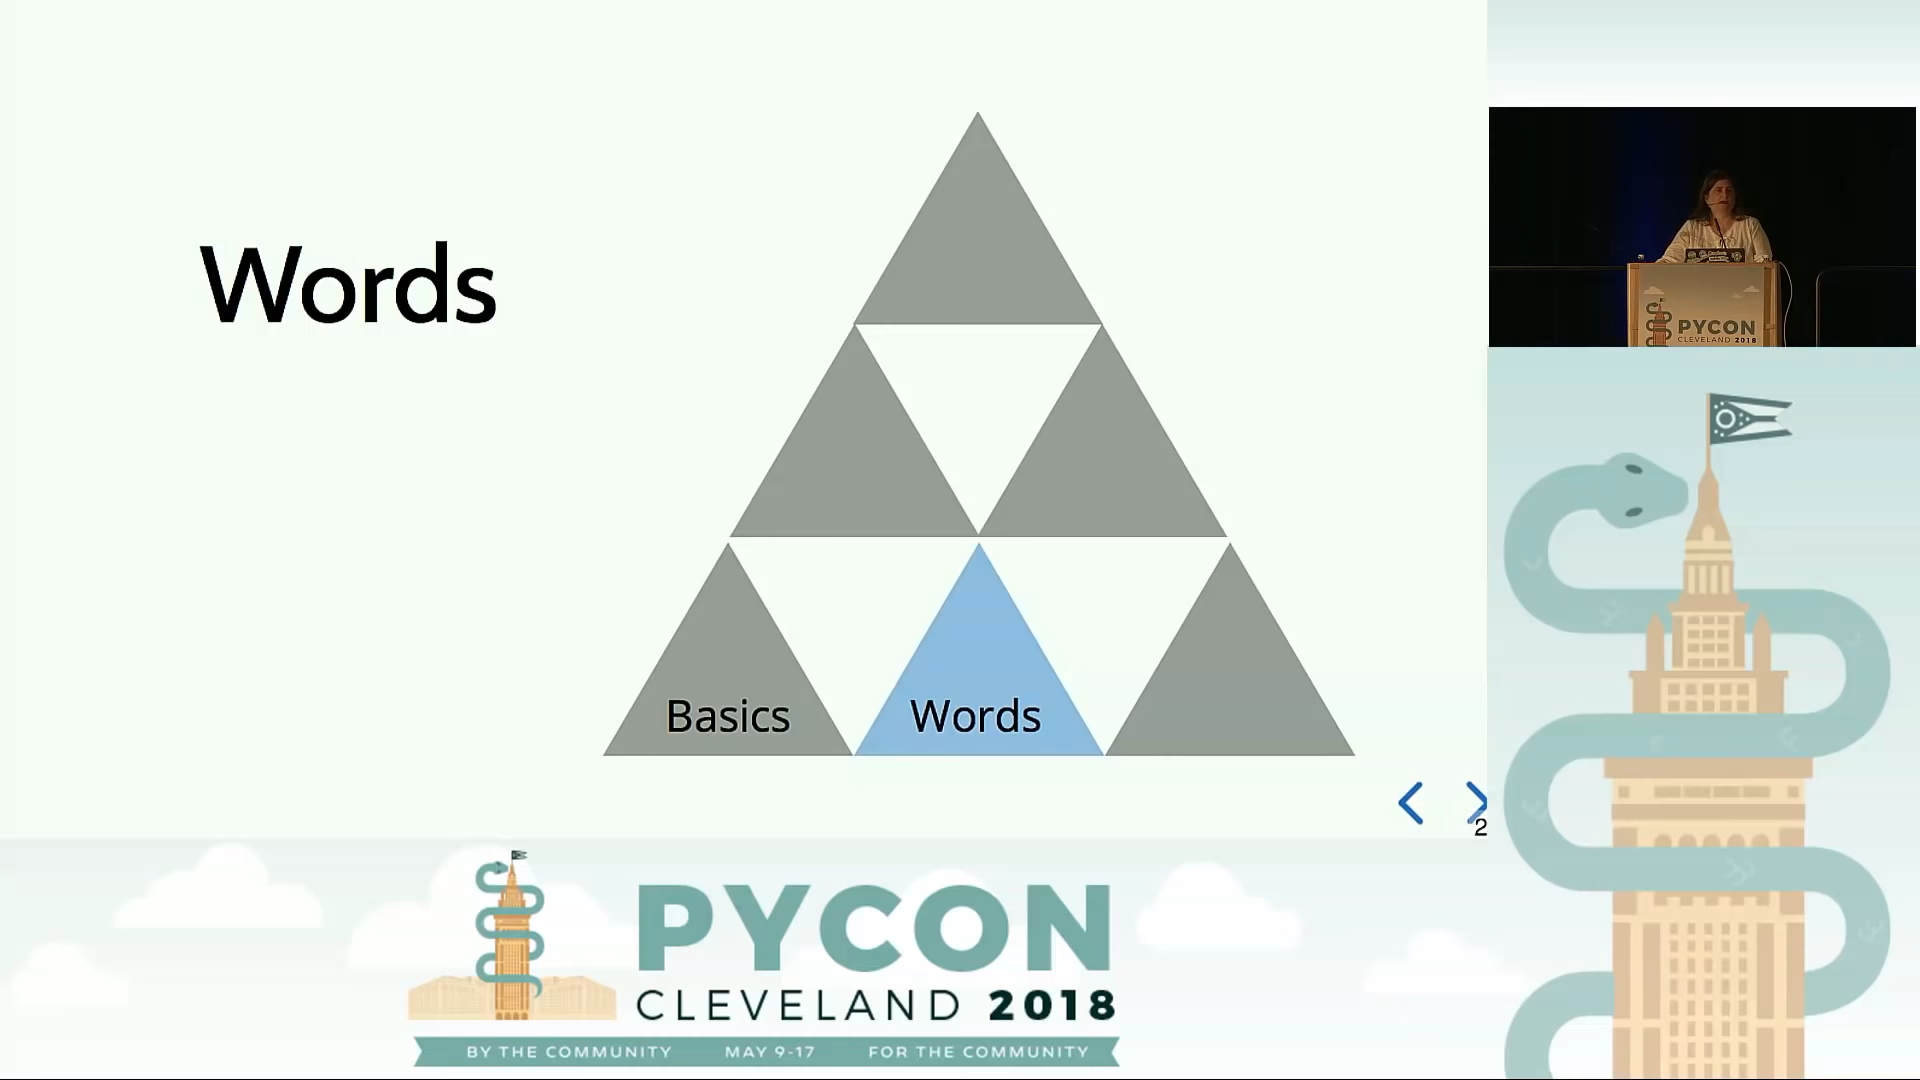 Words
Basics
Words
2
PYCON
CLEVELAND 2018
PYCON
CLEVELAND 2018
BY THE COMMUNITY
MAY 9-17
FOR THE COMMUNITY